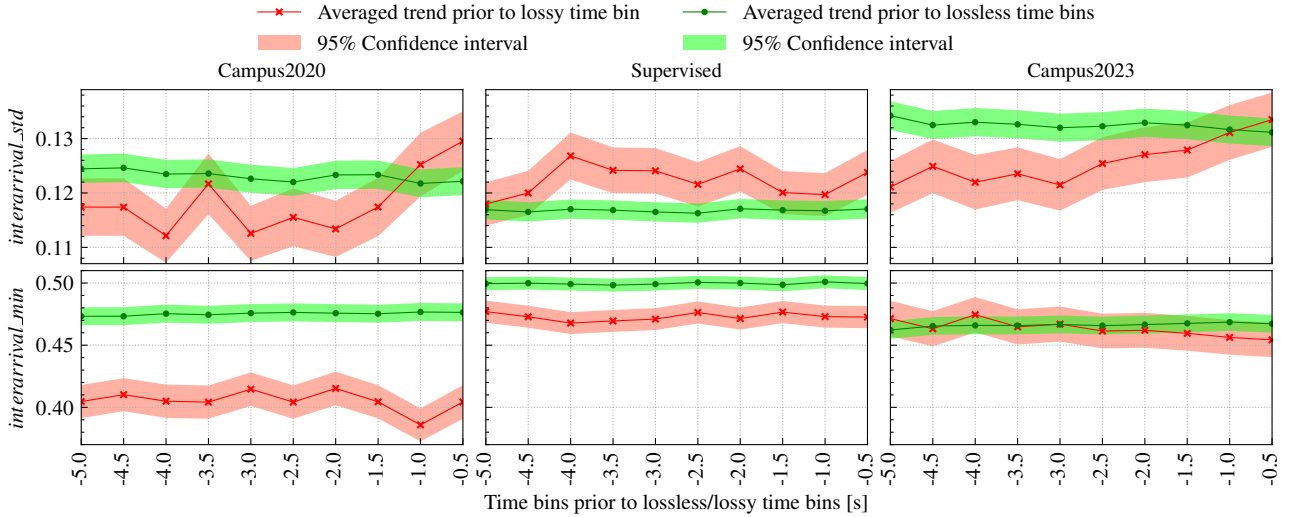 Averaged trend prior to lossy time bin
Averaged trend prior to lossless time bins
95% Confidence interval
95% Confidence interval
Campus2020
Supervised
Campus2023
interarrival_std
0.13
0.12
0.11
interarrival_min
0.50
0.45
0.40
-5.0 -4.5 -4.0 -3.5 -3.0 -2.5 -2.0 -1.5 -1.0 -0.5
-5.0 -4.5 -4.0 -3.5 -3.0 -2.5 -2.0 -1.5 -1.0 -0.5
-5.0 -4.5 -4.0 -3.5 -3.0 -2.5 -2.0 -1.5 -1.0 -0.5
Time bins prior to lossless/lossy time bins [s]